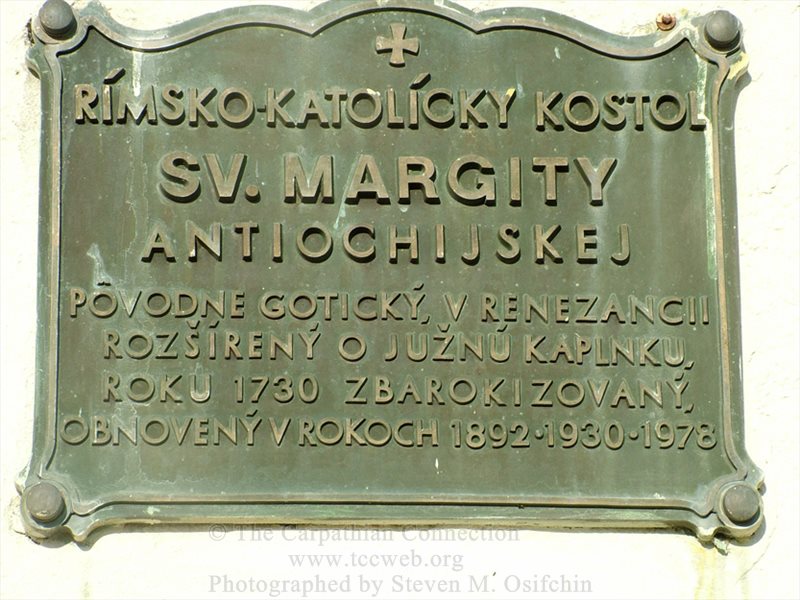 RÍMSKO-KATOLÍCKY KOSTOL
SV. MARGITY
ANTIOCHIJSKEJ
PÔVODNE GOTICKÝ, V RENEZANCII
ROZŠÍRENÝ O JUŽNÚ KAPLNKU,
ROKU 1730 ZBAROKIZOVANÝ,
OBNOVENÝ V ROKOCH 1892·1930·1978
© The Carpathian Connection
www.tccweb.org
Photographed by Steven M. Osifchin